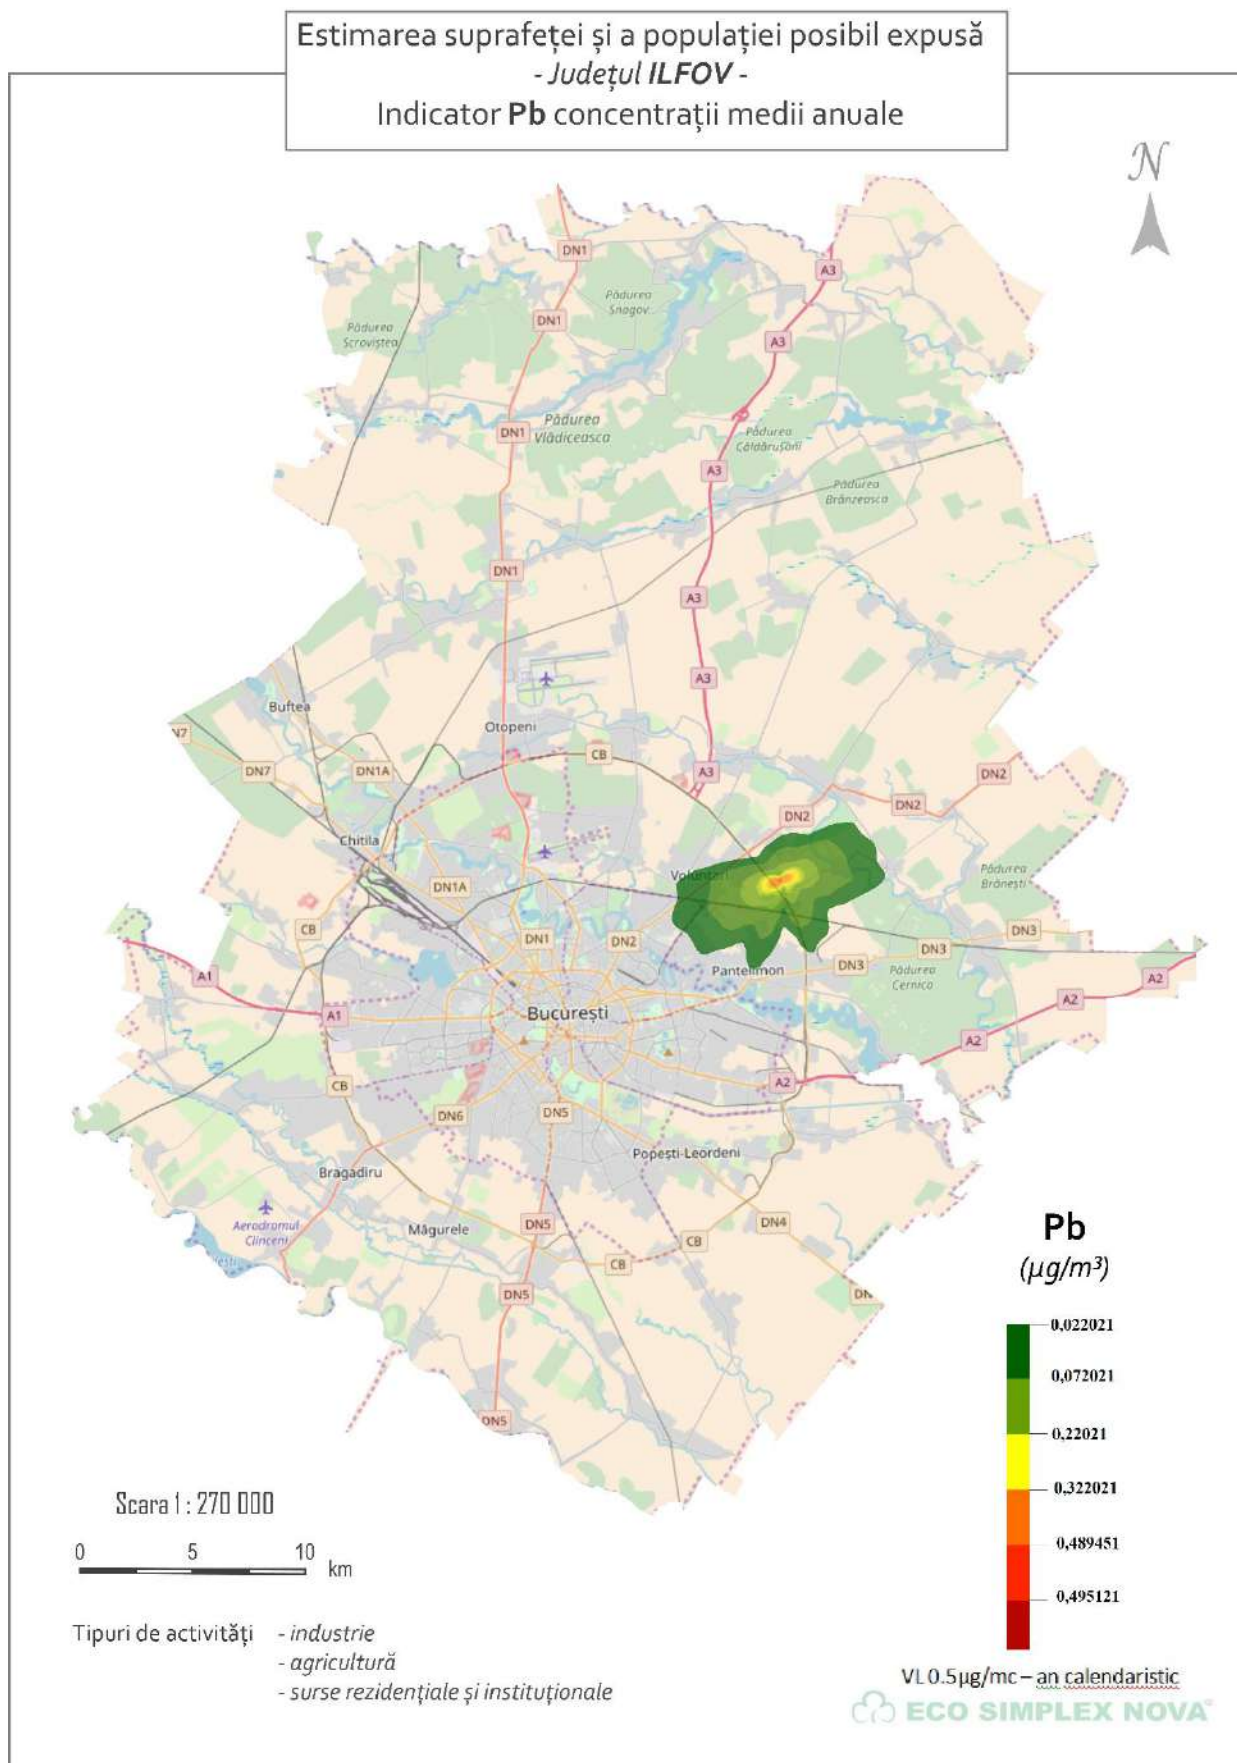 Estimarea suprafeței și a populației posibil expusă
- Județul ILFOV -
Indicator Pb concentrații medii anuale
N
DN1
A3
Pădurea
Snagov
DN1
Pădurea
Scroviștea
A3
Pădurea
Vlădiceasca
DN1
Pădurea
Căldărușani
A3
Pădurea
Brânzeasca
DN1
A3
A3
Buftea
Otopeni
N7
CB
DN7
DN1A
A3
DN2
DN2
DN2
Chitila
Voluntari
Pădurea
Brănești
DN1A
CB
DN1
DN2
DN3
DN3
Pantelimon
DN3
Pădurea
Cernica
A1
A2
A2
București
A1
A2
CB
A2
DN6
DN5
Popești-Leordeni
Bragadiru
Aerodromul
Clinceni
Măgurele
DN5
DN4
CB
CB
DN5
DN
DN5
Pb
(µg/m³)
0,022021
0,072021
0,22021
0,322021
0,489451
0,495121
Scara 1 : 270 000
0 5 10
km
Tipuri de activități - industrie
- agricultură
- surse rezidențiale și instituționale
VL 0.5µg/mc – an calendaristic
ECO SIMPLEX NOVA